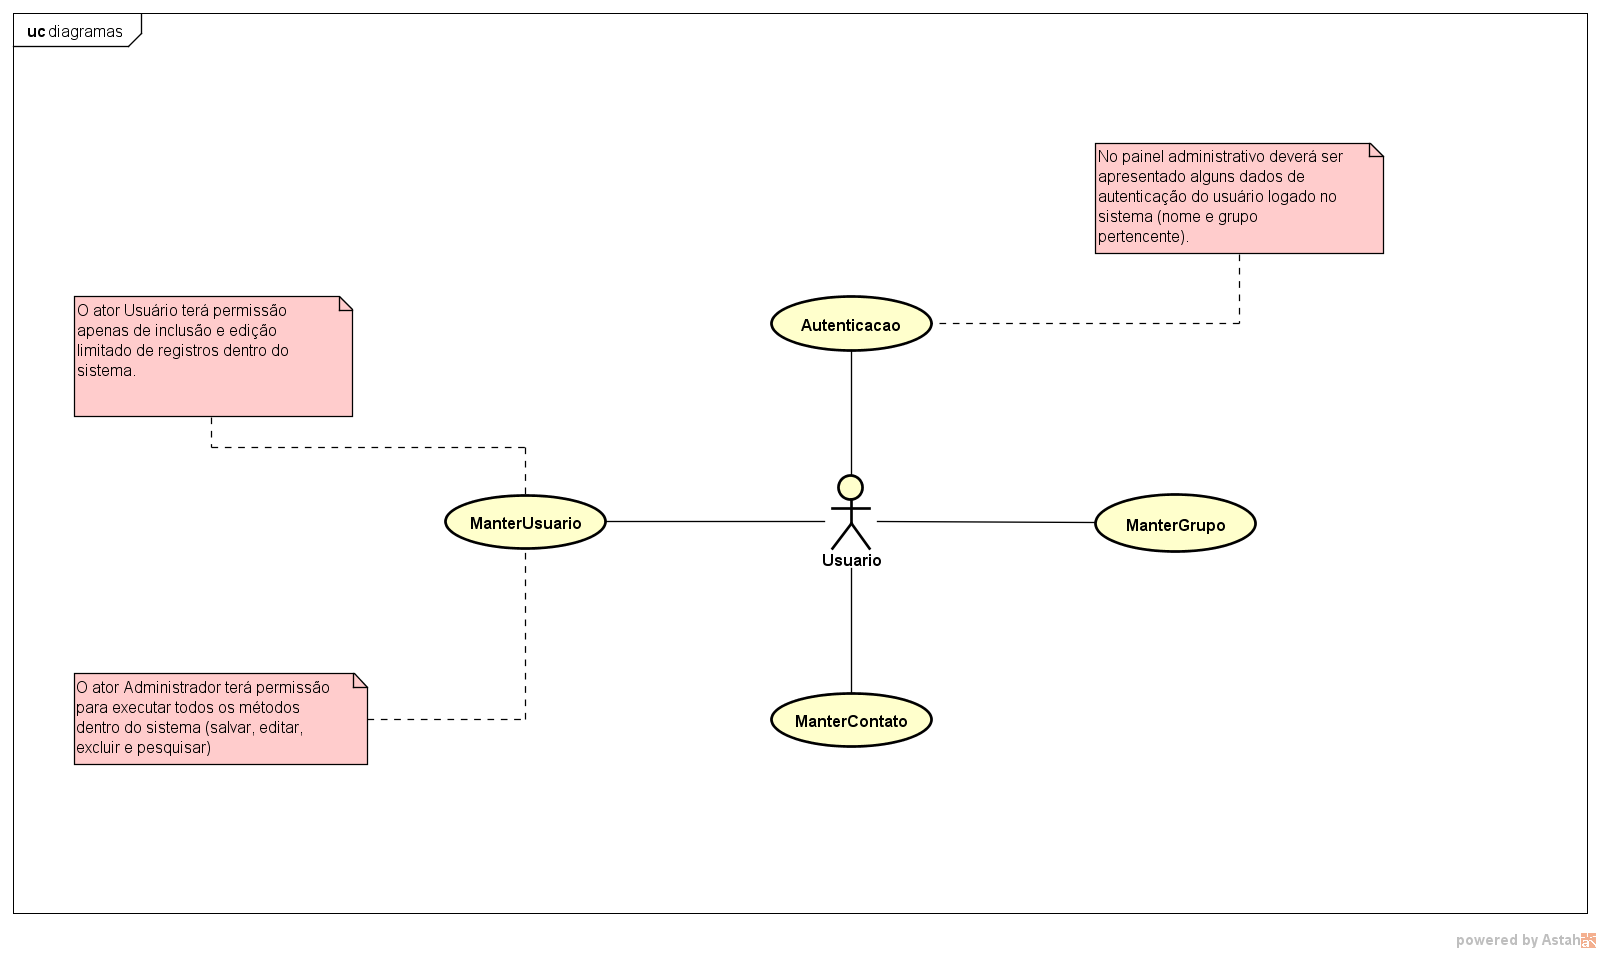 uc diagramas
No painel administrativo deverá ser
apresentado alguns dados de
autenticação do usuário logado no
sistema (nome e grupo
pertencente).
O ator Usuário terá permissão
apenas de inclusão e edição
limitado de registros dentro do
sistema.
Autenticacao
ManterUsuario
Usuario
ManterGrupo
O ator Administrador terá permissão
para executar todos os métodos
dentro do sistema (salvar, editar,
excluir e pesquisar)
ManterContato
powered by Astah